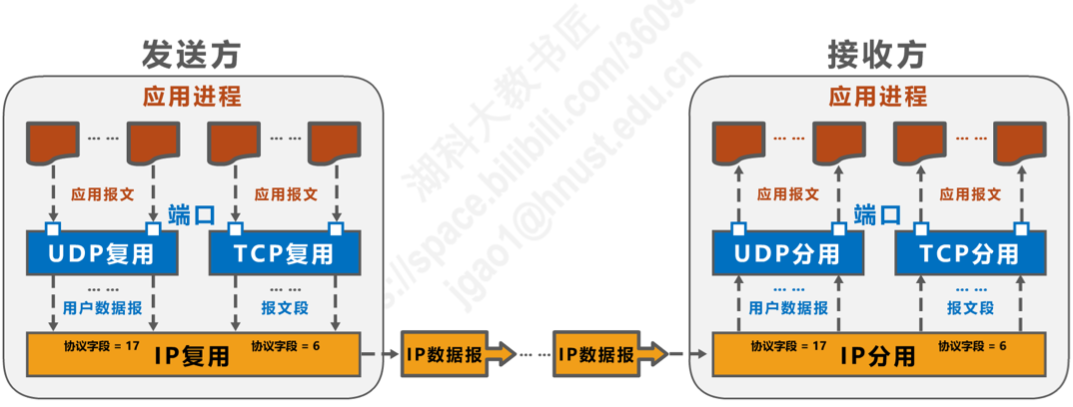 发送方
接收方
应用进程
应用进程
... ...
... ...
... ...
... ...
应用报文
应用报文
应用报文
应用报文
端口
端口
UDP复用
TCP复用
UDP分用
TCP分用
... ...
... ...
... ...
... ...
用户数据报
报文段
用户数据报
报文段
协议字段 = 17
协议字段 = 6
协议字段 = 17
协议字段 = 6
IP复用
IP数据报
... ...
IP数据报
IP分用
湖科大教书匠
s://space.bilibili.com/3609
jgao1@hnust.edu.cn